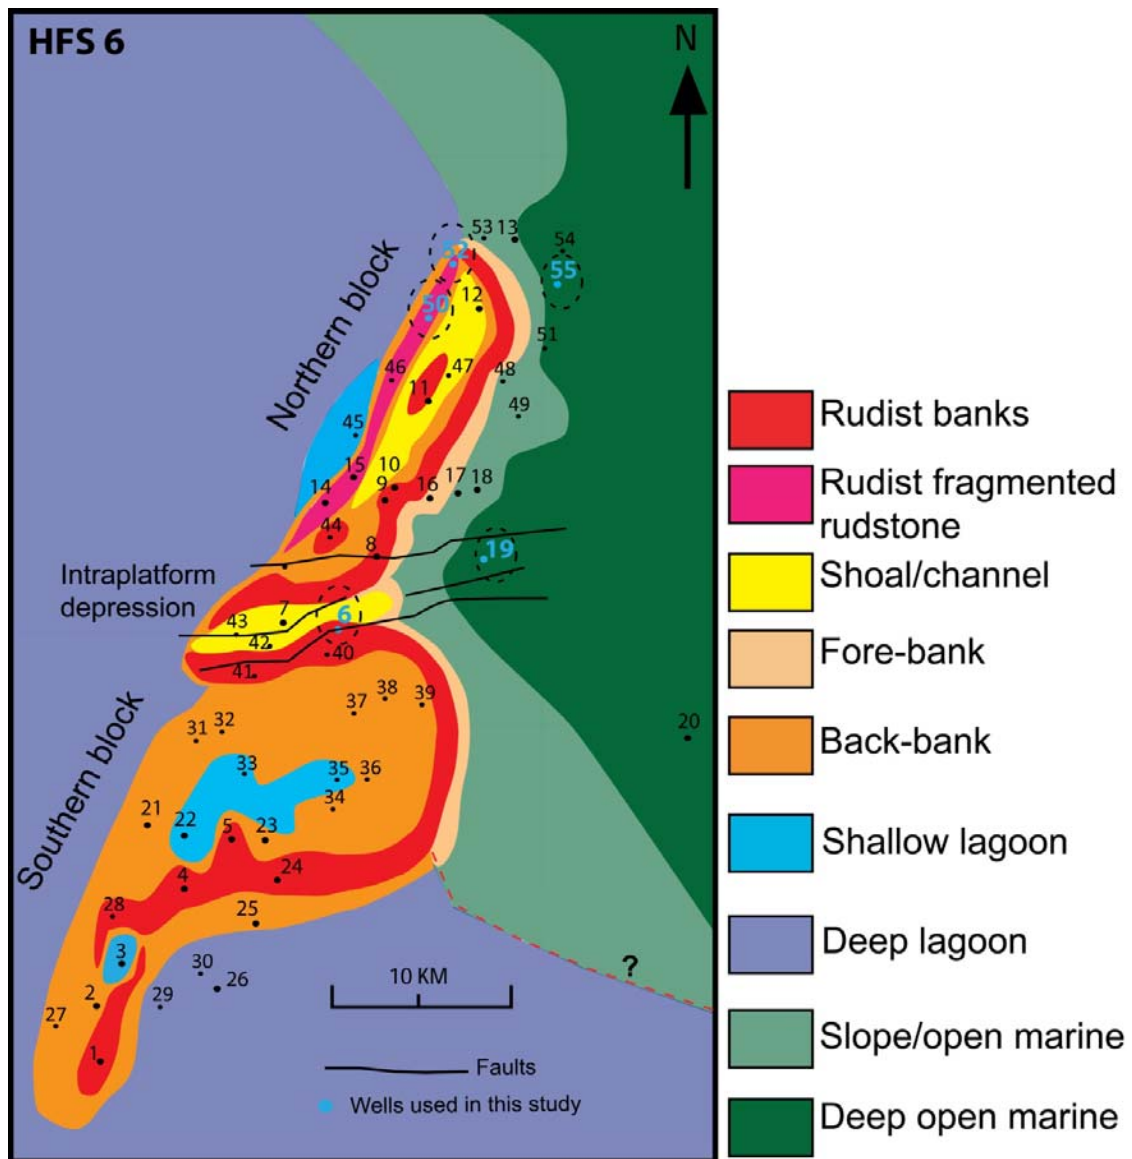 HFS 6
N
53 13
54
52
55
50
12
51
Northern block
46
47
48
11
49
45
15
10
17 18
14
9
16
44
8
19
Intraplatform
depression
7
6
43
42
40
41
38
39
37
32
31
20
33
35 36
34
21
22
5
23
Southern block
24
4
28
25
3
30
26
?
10 KM
2
29
27
1
Faults
Wells used in this study
Rudist banks
Rudist fragmented
rudstone
Shoal/channel
Fore-bank
Back-bank
Shallow lagoon
Deep lagoon
Slope/open marine
Deep open marine